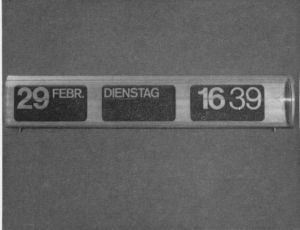 29 FEBR. DIENSTAG 16 39